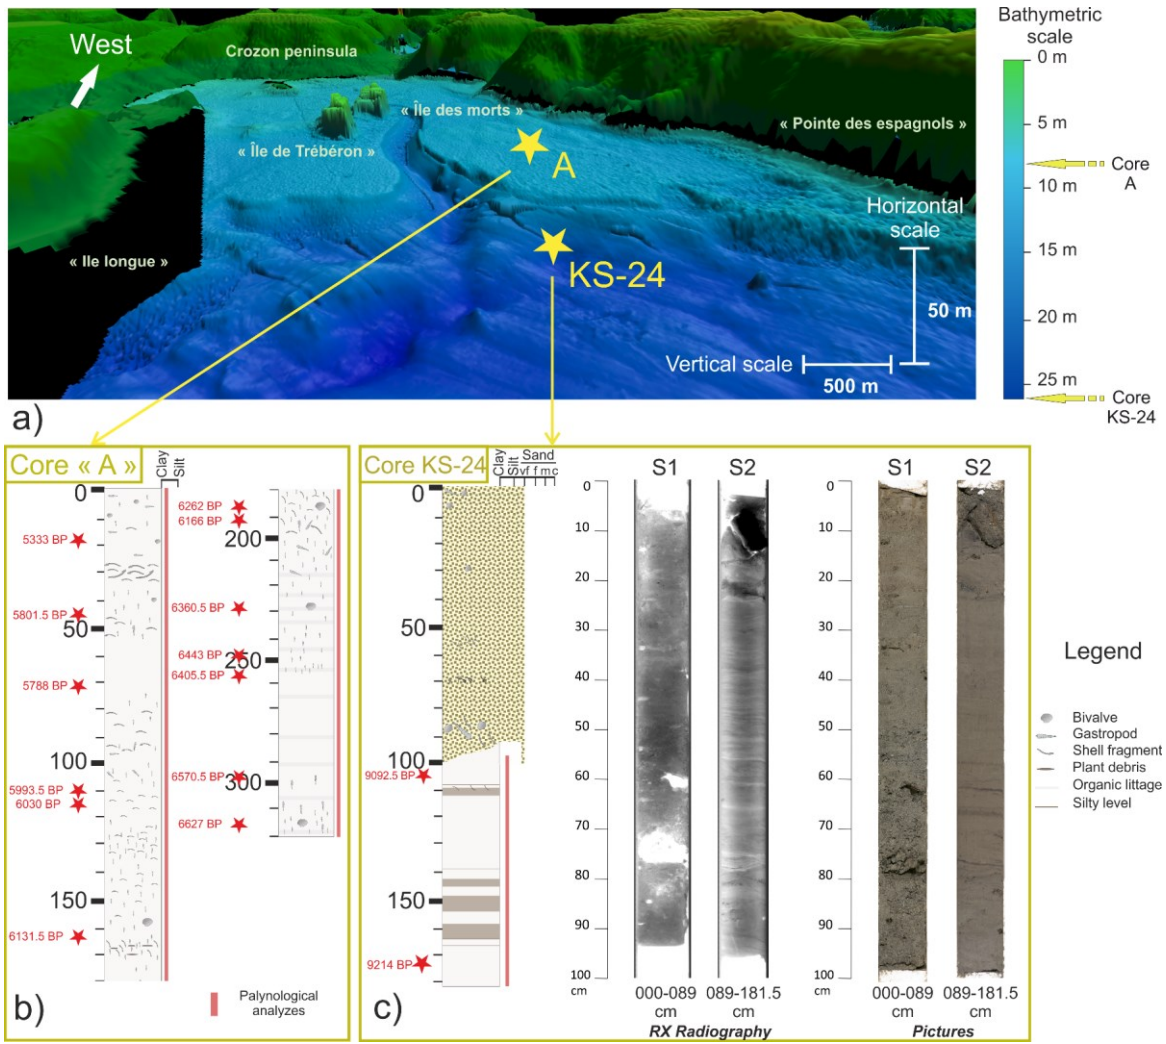 West
Crozon peninsula
« Île des morts »
« Pointe des espagnols »
« Île de Trébéron »
A
« Ile longue »
KS-24
Horizontal
scale
50 m
Vertical scale
500 m
a)
Bathymetric
scale
0 m
5 m
Core
A
10 m
15 m
20 m
25 m
Core
KS-24
Core « A »
Clay
Silt
0
5333 BP
5801.5 BP
50
5788 BP
100
5993.5 BP
6030 BP
150
6131.5 BP
6262 BP
6166 BP
200
6360.5 BP
6443 BP
250
6405.5 BP
6570.5 BP
300
6627 BP
b)
Palynological
analyzes
Core KS-24
Clay
Silt
Sand
vf f m c
0
50
100
9092.5 BP
150
9214 BP
c)
S1 S2
0
10
20
30
40
50
60
70
80
90
100
cm
000-089
cm
089-181.5
cm
RX Radiography
S1 S2
0
10
20
30
40
50
60
70
80
90
100
cm
000-089
cm
089-181.5
cm
Pictures
Legend
Bivalve
Gastropod
Shell fragment
Plant debris
Organic littage
Silty level